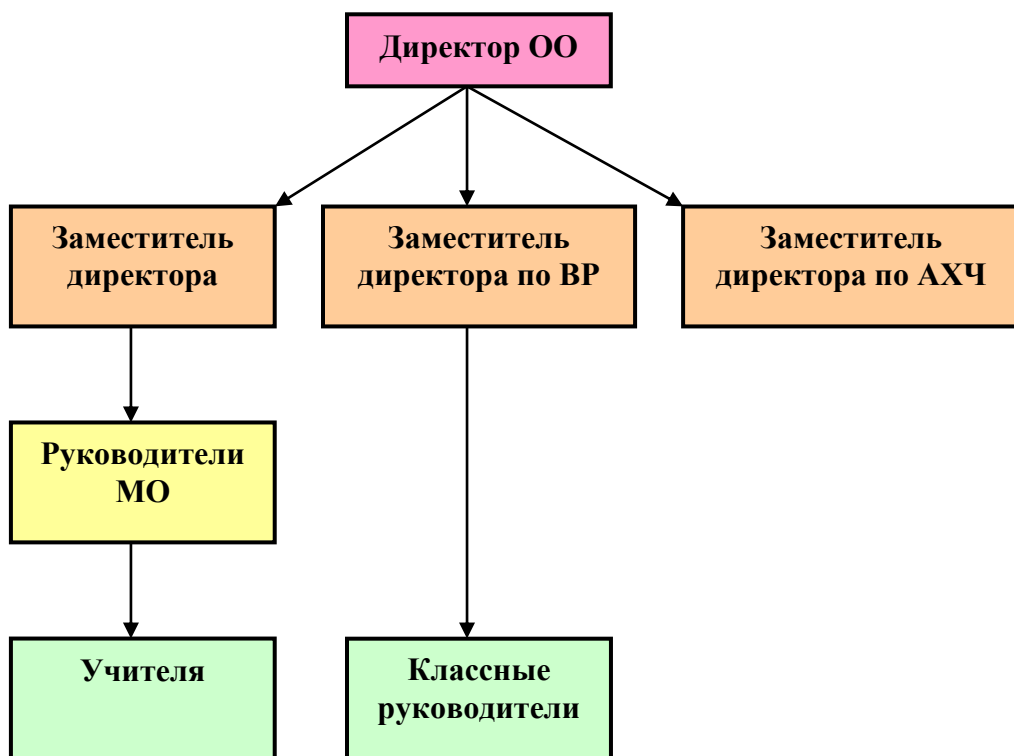 Директор ОО
Заместитель
директора
Заместитель
директора по ВР
Заместитель
директора по АХЧ
Руководители
МО
Учителя
Классные
руководители